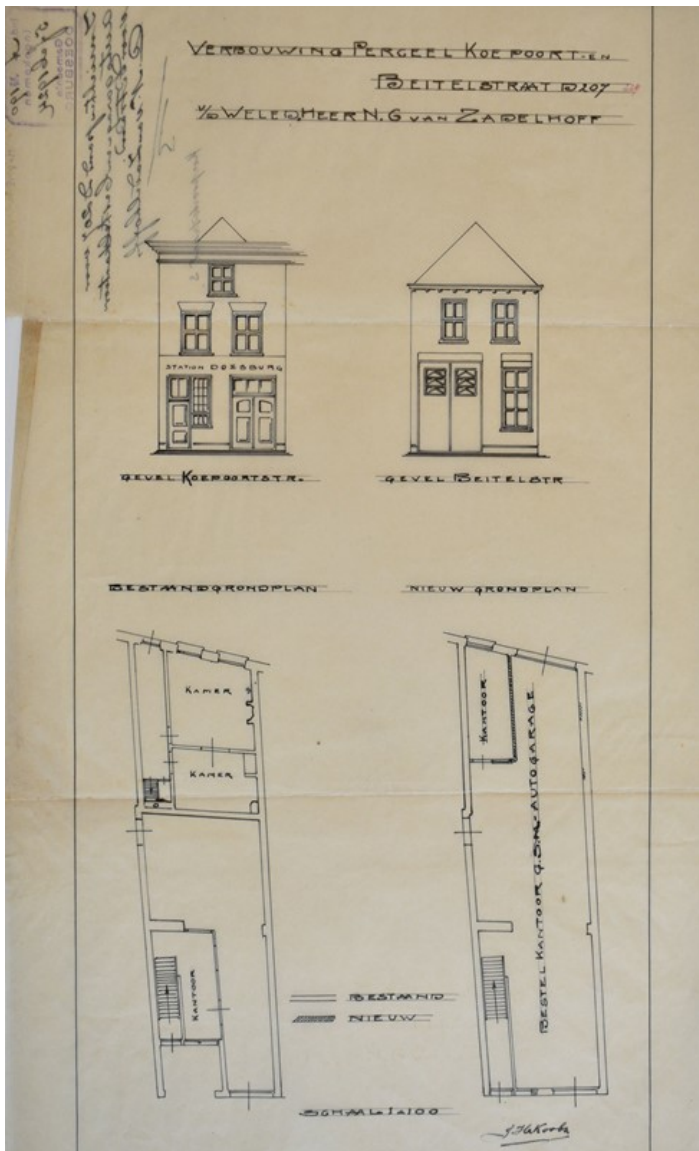 VERBOUWING PERCEEL KOEPOORT- EN
BEITELSTRAAT D207
V/D WELED. HEER N. G VAN ZADELHOFF
STATION DOESBURG
GEVEL KOEPOORTSTR.
GEVEL BEITELSTR
BESTAAND GRONDPLAN
NIEUW GRONDPLAN
KAMER
KAMER
KANTOOR
KANTOOR
BESTEL KANTOOR G.S.M. - AUTOGARAGE
BESTAAND
NIEUW
SCHAAL 1 à 100